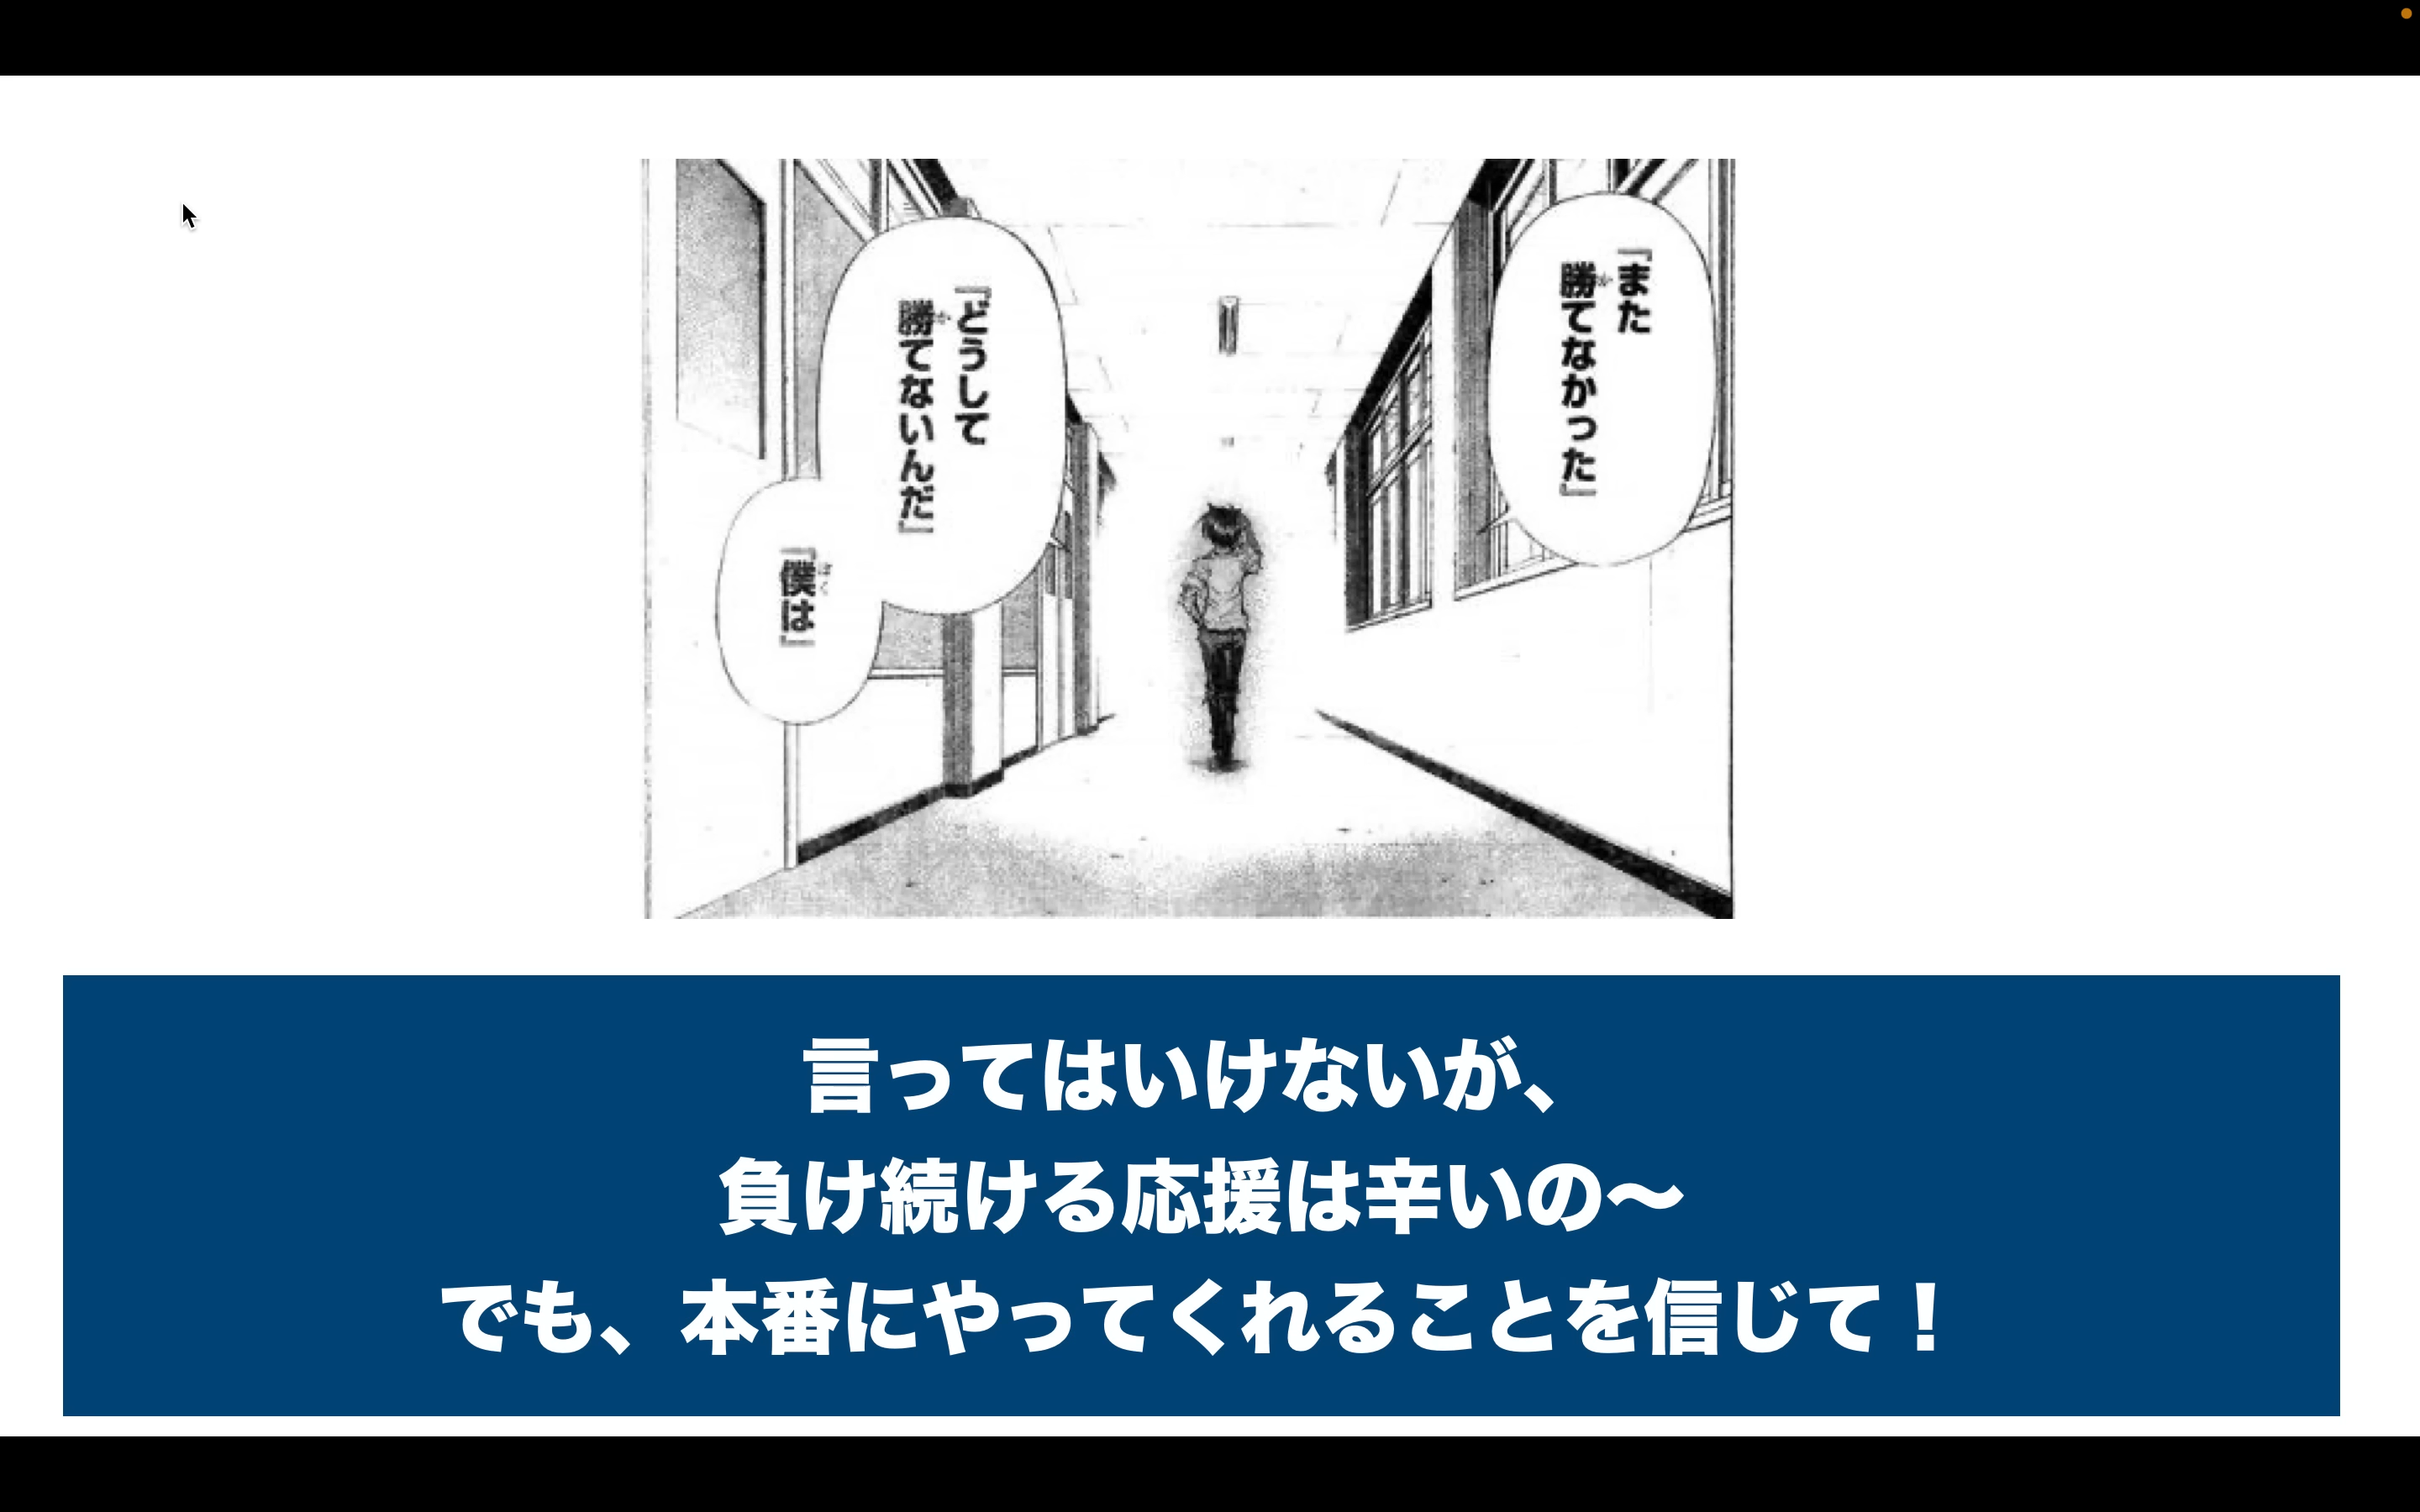 『また
勝てなかった』
『どうして
勝てないんだ』
『僕は』
言ってはいけないが、
負け続ける応援は辛いの〜
でも、本番にやってくれることを信じて！